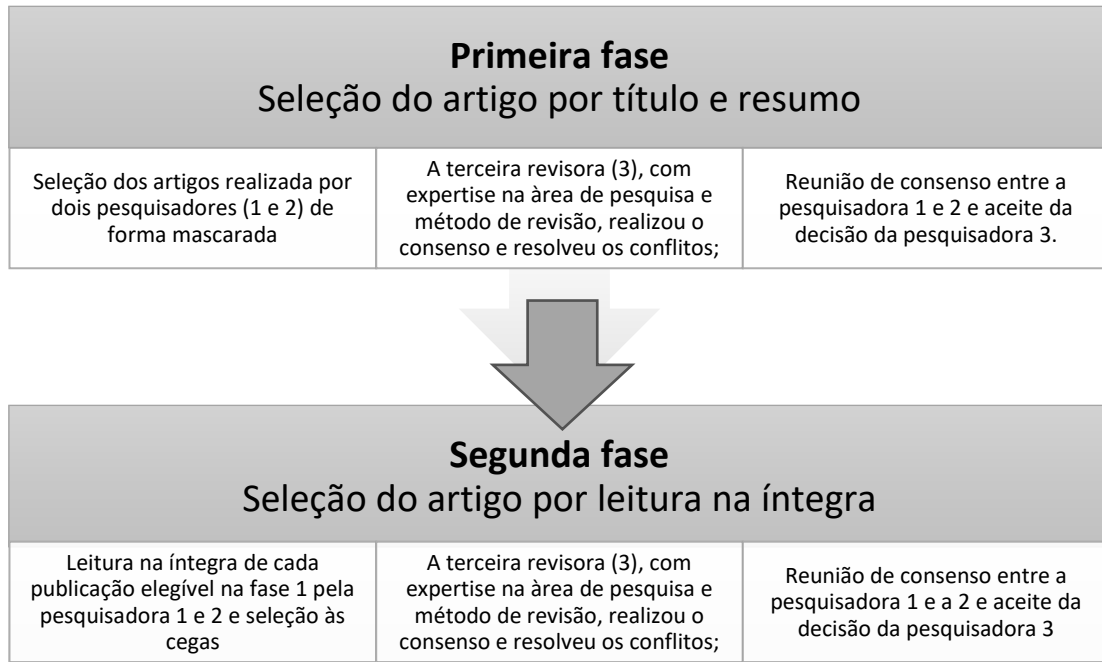 Primeira fase
Seleção do artigo por título e resumo
Seleção dos artigos realizada por
dois pesquisadores (1 e 2) de
forma mascarada
A terceira revisora (3), com
expertise na àrea de pesquisa e
método de revisão, realizou o
consenso e resolveu os conflitos;
Reunião de consenso entre a
pesquisadora 1 e 2 e aceite da
decisão da pesquisadora 3.
Segunda fase
Seleção do artigo por leitura na íntegra
Leitura na íntegra de cada
publicação elegível na fase 1 pela
pesquisadora 1 e 2 e seleção às
cegas
A terceira revisora (3), com
expertise na àrea de pesquisa e
método de revisão, realizou o
consenso e resolveu os conflitos;
Reunião de consenso entre a
pesquisadora 1 e a 2 e aceite da
decisão da pesquisadora 3